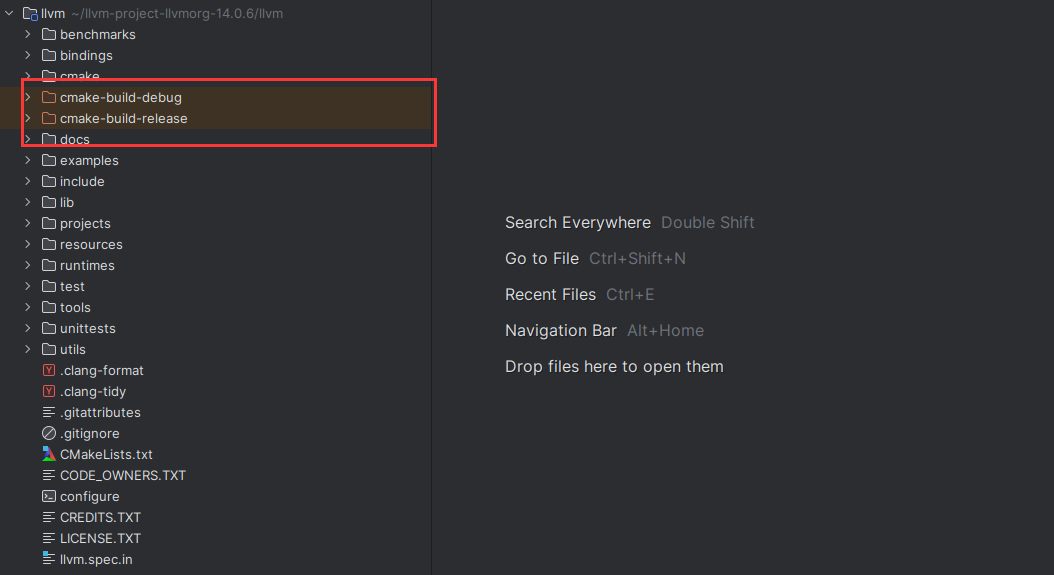 llvm ~/llvm-project-llvmorg-14.0.6/llvm
benchmarks
bindings
cmake
cmake-build-debug
cmake-build-release
docs
examples
include
lib
projects
resources
runtimes
test
tools
unittests
utils
.clang-format
.clang-tidy
.gitattributes
.gitignore
CMakeLists.txt
CODE_OWNERS.TXT
configure
CREDITS.TXT
LICENSE.TXT
llvm.spec.in
Search Everywhere Double Shift
Go to File Ctrl+Shift+N
Recent Files Ctrl+E
Navigation Bar Alt+Home
Drop files here to open them